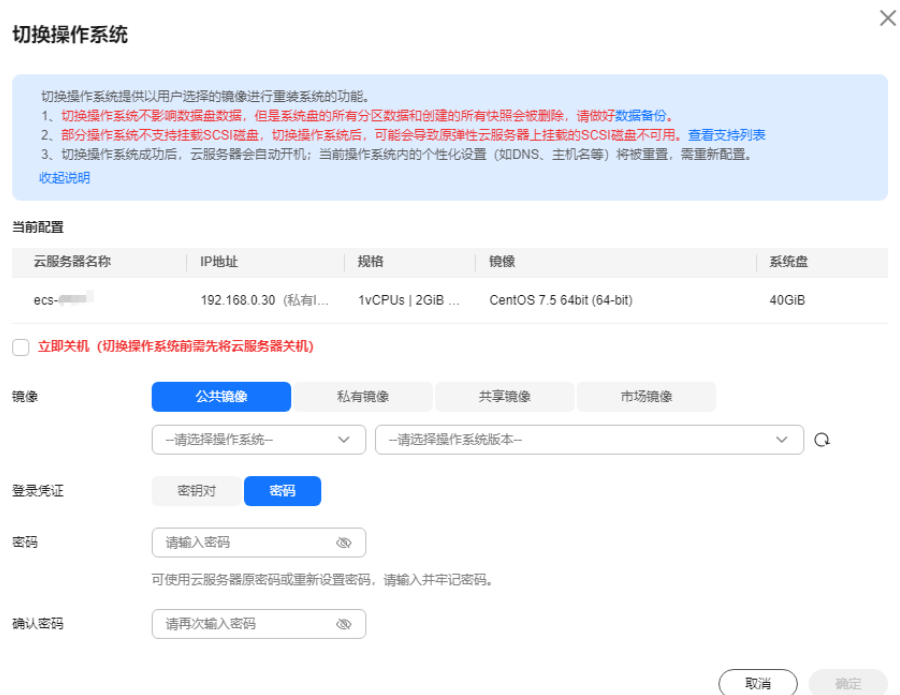 切换操作系统
切换操作系统提供以用户选择的镜像进行重装系统的功能。
1、切换操作系统不影响数据盘数据，但是系统盘的所有分区数据和创建的所有快照会被删除，请做好数据备份。
2、部分操作系统不支持挂载SCSI磁盘，切换操作系统后，可能会导致原弹性云服务器上挂载的SCSI磁盘不可用。查看支持列表
3、切换操作系统成功后，云服务器会自动开机；当前操作系统内的个性化设置（如DNS、主机名等）将被重置，需重新配置。
收起说明
当前配置
云服务器名称 IP地址 规格 镜像 系统盘
ecs- 192.168.0.30（私有I... 1vCPUs | 2GiB ... CentOS 7.5 64bit (64-bit) 40GiB
立即关机（切换操作系统前需先将云服务器关机）
镜像 公共镜像 私有镜像 共享镜像 市场镜像
--请选择操作系统-- --请选择操作系统版本--
登录凭证 密钥对 密码
密码 请输入密码
可使用云服务器原密码或重新设置密码，请输入并牢记密码。
确认密码 请再次输入密码
取消 确定